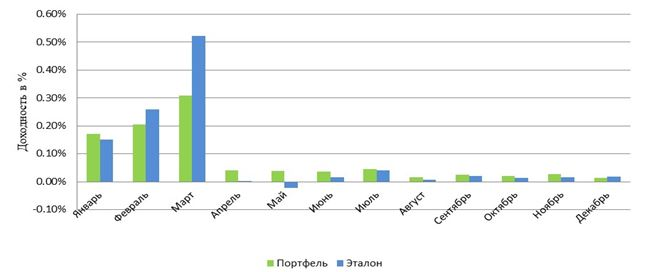 0.60%
0.50%
0.40%
0.30%
0.20%
0.10%
0.00%
-0.10%
Доходность в %
Январь
Февраль
Март
Апрель
Май
Июнь
Июль
Август
Сентябрь
Октябрь
Ноябрь
Декабрь
Портфель
Эталон